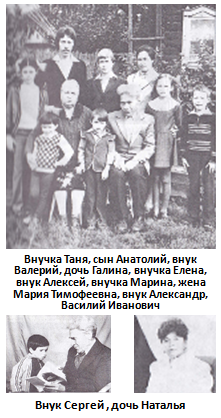 Внучка Таня, сын Анатолий, внук
Валерий, дочь Галина, внучка Елена,
внук Алексей, внучка Марина, жена
Мария Тимофеевна, внук Александр,
Василий Иванович
Внук Сергей , дочь Наталья